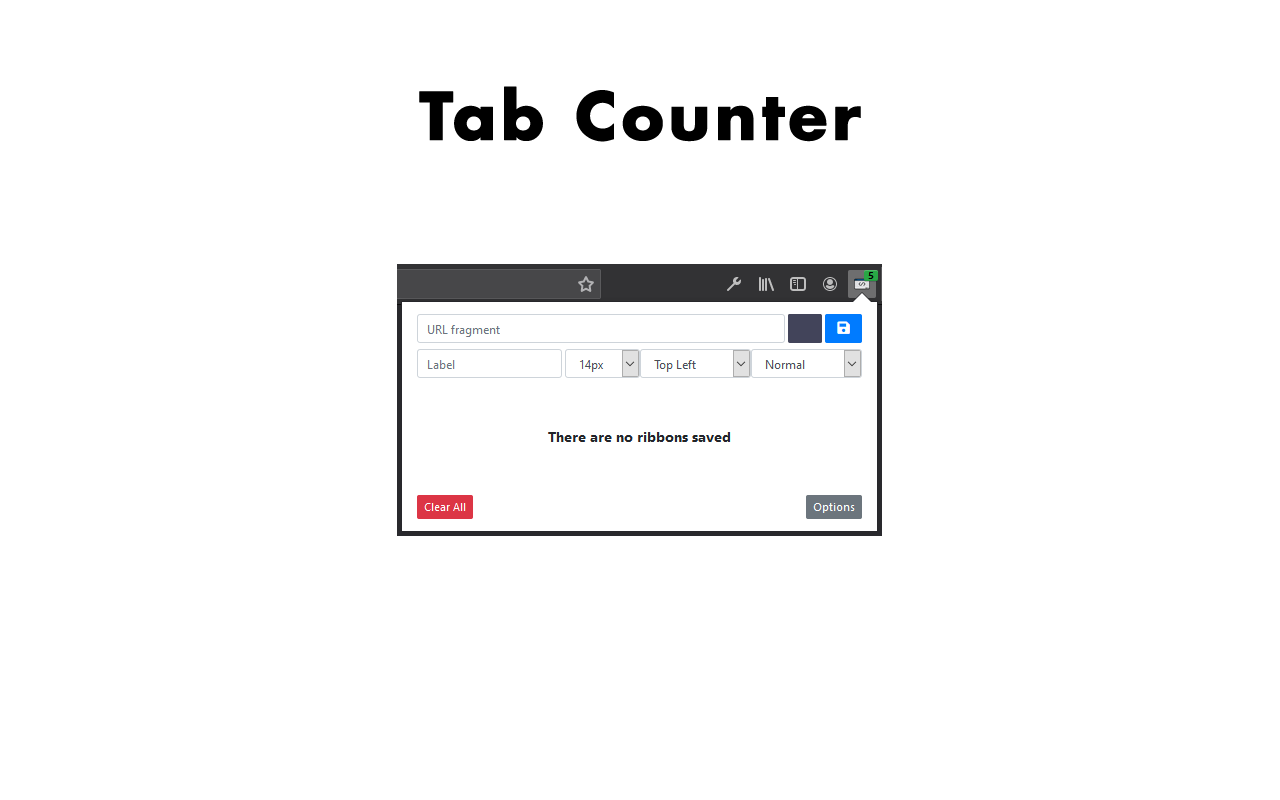 Tab Counter
5
URL fragment
Label 14px Top Left Normal
There are no ribbons saved
Clear All Options